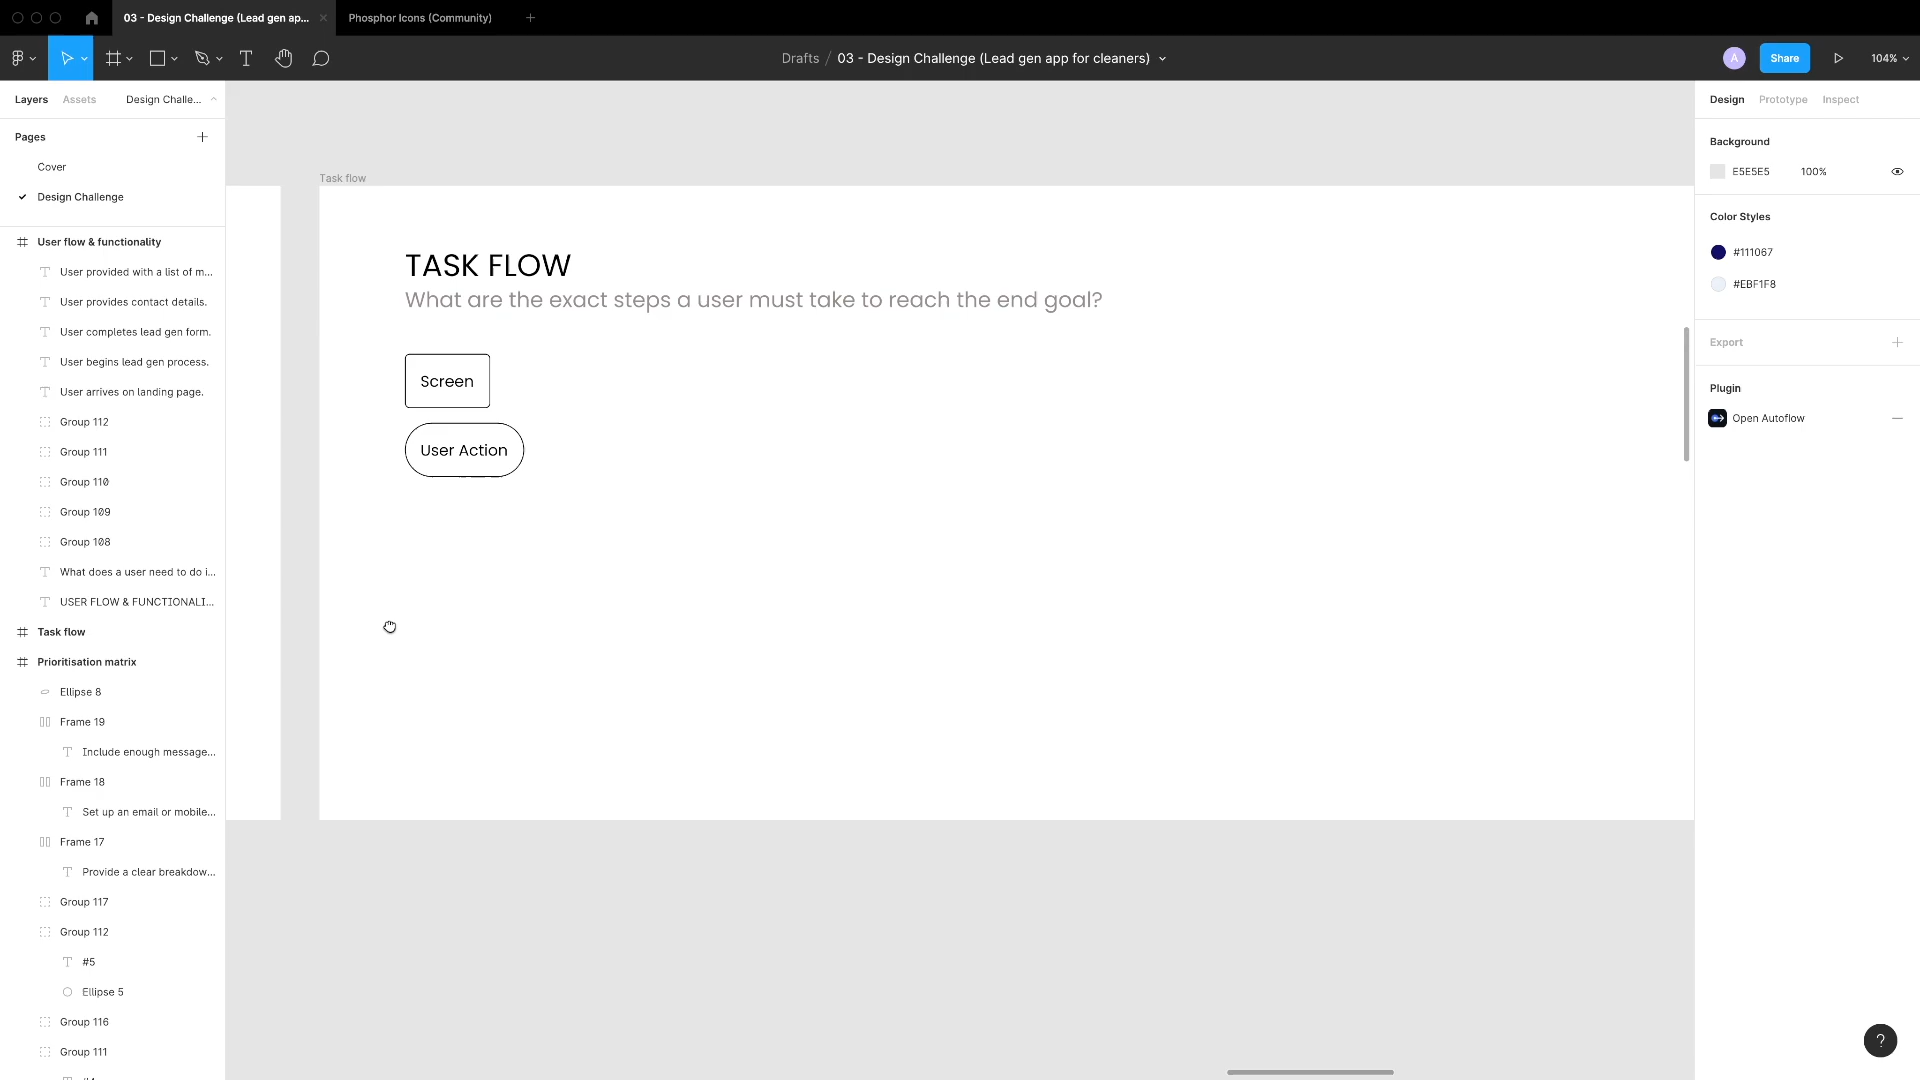 03 - Design Challenge (Lead gen ap...
Phosphor Icons (Community)
Drafts / 03 - Design Challenge (Lead gen app for cleaners)
A
Share
104%
Layers
Assets
Design Challe...
Pages
Cover
Design Challenge
User flow & functionality
User provided with a list of m...
User provides contact details.
User completes lead gen form.
User begins lead gen process.
User arrives on landing page.
Group 112
Group 111
Group 110
Group 109
Group 108
What does a user need to do i...
USER FLOW & FUNCTIONALI...
Task flow
Prioritisation matrix
Ellipse 8
Frame 19
Include enough message...
Frame 18
Set up an email or mobile...
Frame 17
Provide a clear breakdow...
Group 117
Group 112
#5
Ellipse 5
Group 116
Group 111
Task flow
TASK FLOW
What are the exact steps a user must take to reach the end goal?
Screen
User Action
Design
Prototype
Inspect
Background
E5E5E5
100%
Color Styles
#111067
#EBF1F8
Export
Plugin
Open Autoflow
?